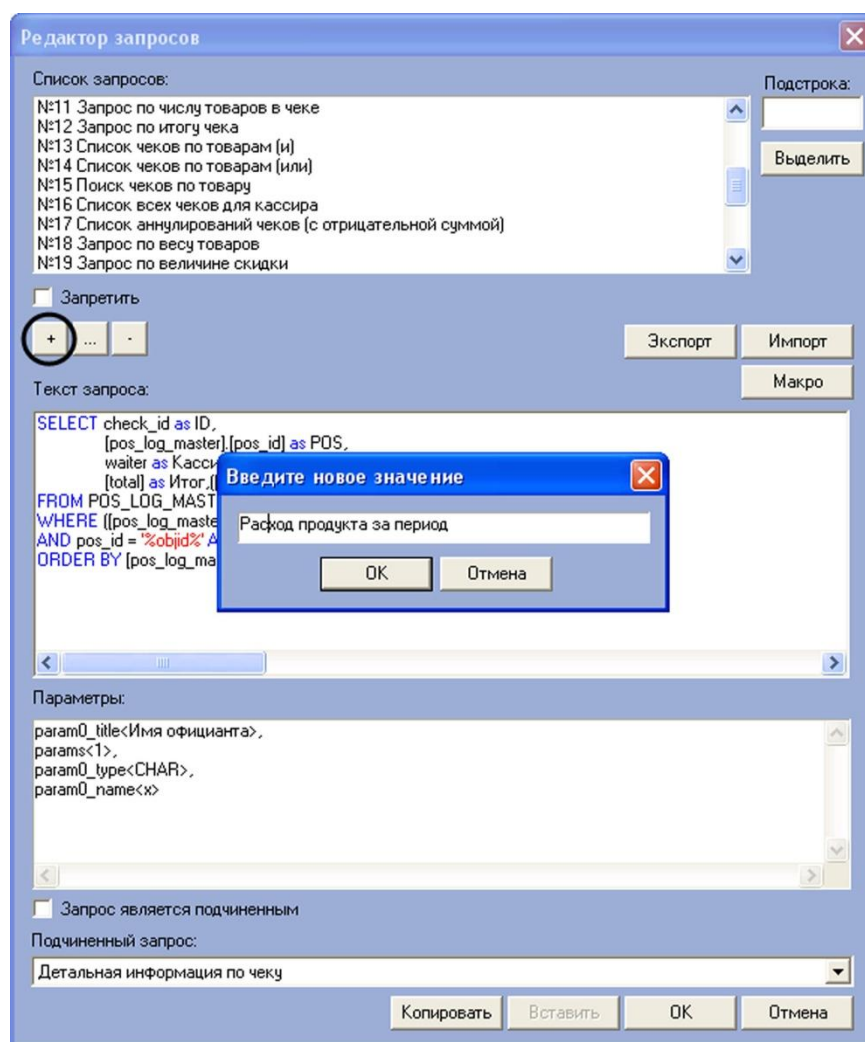 Редактор запросов
Список запросов:
Подстрока:
№11 Запрос по числу товаров в чеке
№12 Запрос по итогу чека
№13 Список чеков по товарам (и)
№14 Список чеков по товарам (или)
№15 Поиск чеков по товару
№16 Список всех чеков для кассира
№17 Список аннулирований чеков (с отрицательной суммой)
№18 Запрос по весу товаров
№19 Запрос по величине скидки
Выделить
Запретить
+ ... -
Экспорт Импорт
Макро
Текст запроса:
SELECT check_id as ID,
[pos_log_master].[pos_id] as POS,
waiter as Касси
[total] as Итог,([
FROM POS_LOG_MAST
WHERE ((pos_log_maste
AND pos_id = '%objid%' A
ORDER BY [pos_log_ma
Введите новое значение
Расход продукта за период
OK Отмена
Параметры:
param0_title<Имя официанта>,
params<1>,
param0_type<CHAR>,
param0_name<x>
Запрос является подчиненным
Подчиненный запрос:
Детальная информация по чеку
Копировать Вставить OK Отмена